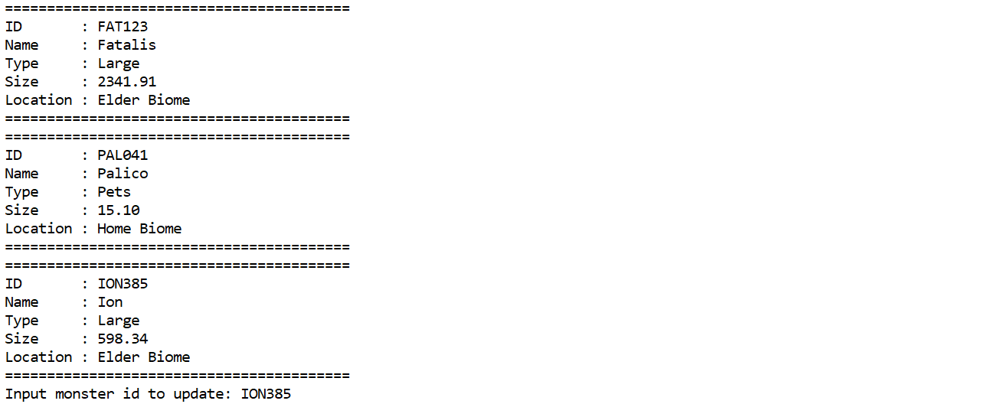 =========================================
ID       : FAT123
Name     : Fatalis
Type     : Large
Size     : 2341.91
Location : Elder Biome
=========================================
=========================================
ID       : PAL041
Name     : Palico
Type     : Pets
Size     : 15.10
Location : Home Biome
=========================================
=========================================
ID       : ION385
Name     : Ion
Type     : Large
Size     : 598.34
Location : Elder Biome
=========================================
Input monster id to update: ION385